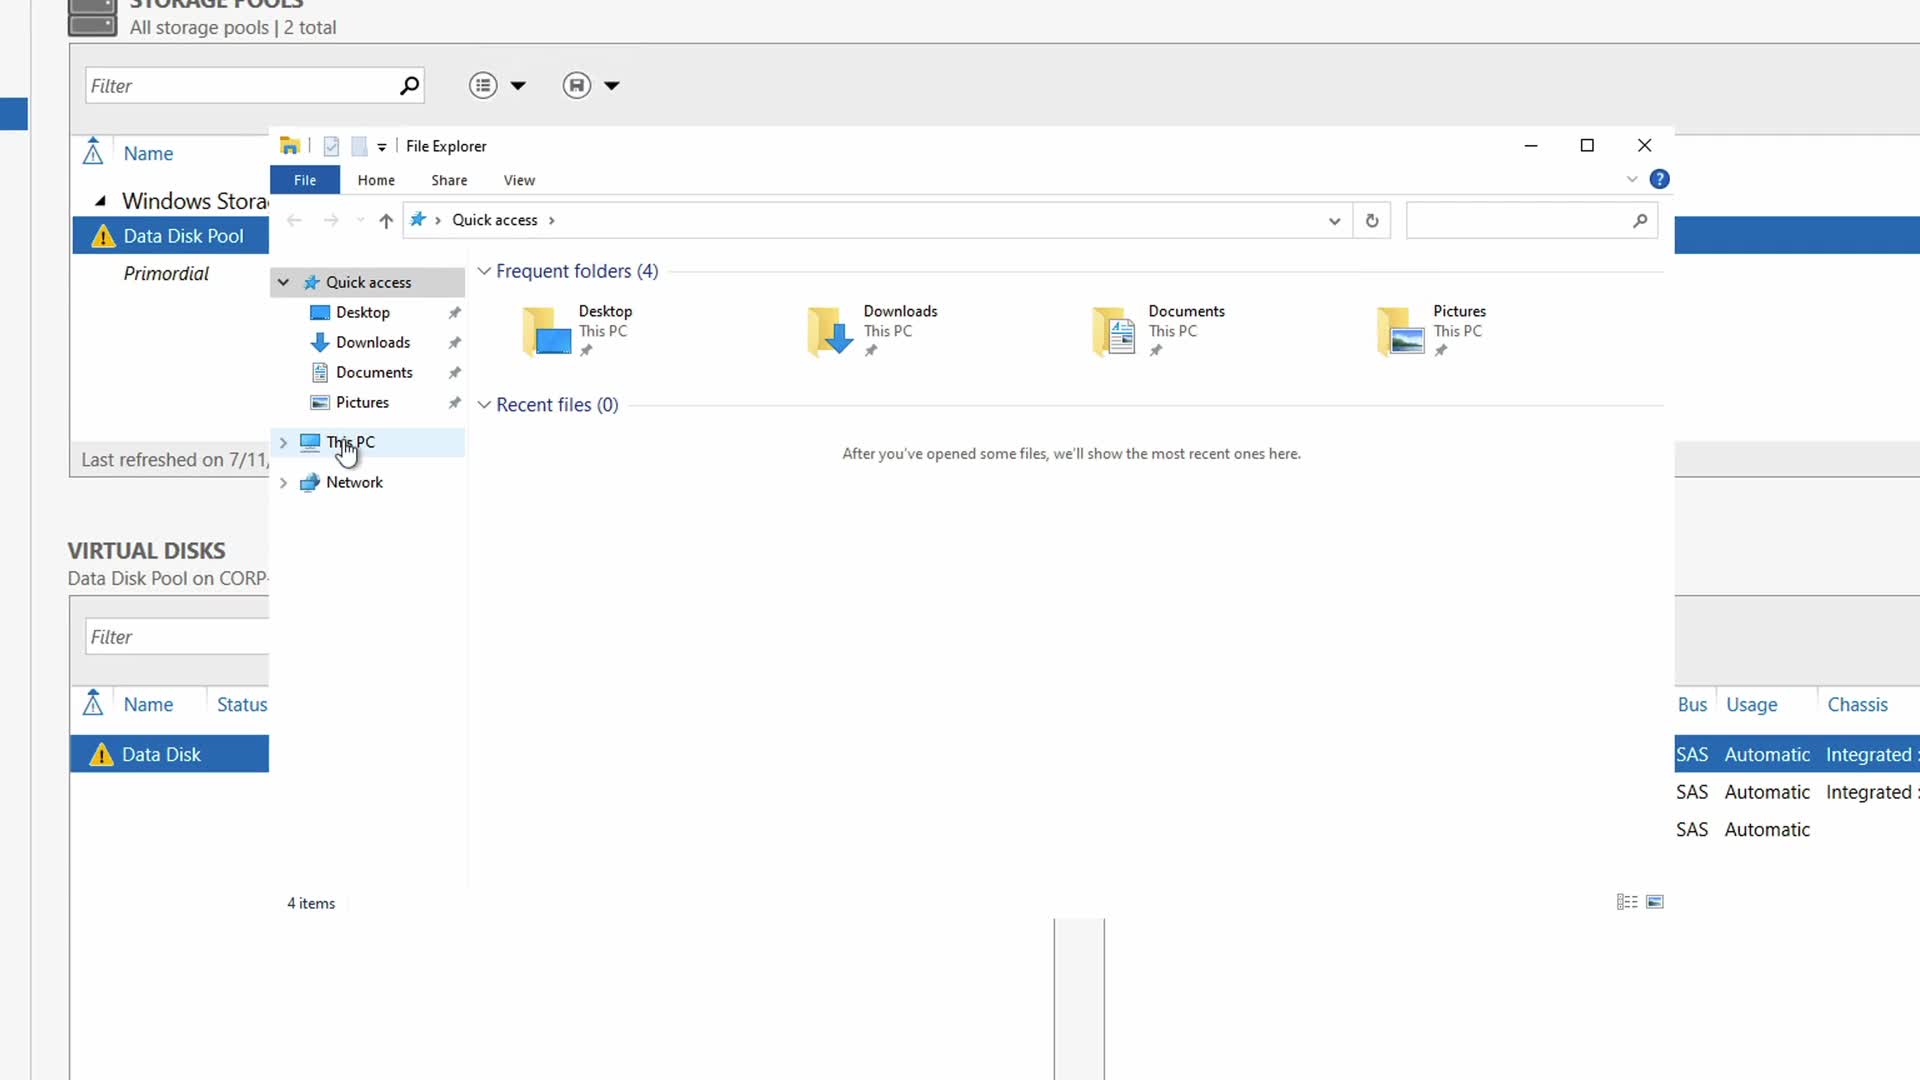 STORAGE POOLS
All storage pools | 2 total
Filter
Name
Windows Stora
Data Disk Pool
Primordial
Last refreshed on 7/11/
File Explorer
File Home Share View
Quick access
Quick access
Desktop
Downloads
Documents
Pictures
This PC
Network
Frequent folders (4)
Desktop
This PC
Downloads
This PC
Documents
This PC
Pictures
This PC
Recent files (0)
After you've opened some files, we'll show the most recent ones here.
4 items
VIRTUAL DISKS
Data Disk Pool on CORP-
Filter
Name Status
Data Disk
Bus Usage Chassis
SAS Automatic Integrated :
SAS Automatic Integrated :
SAS Automatic